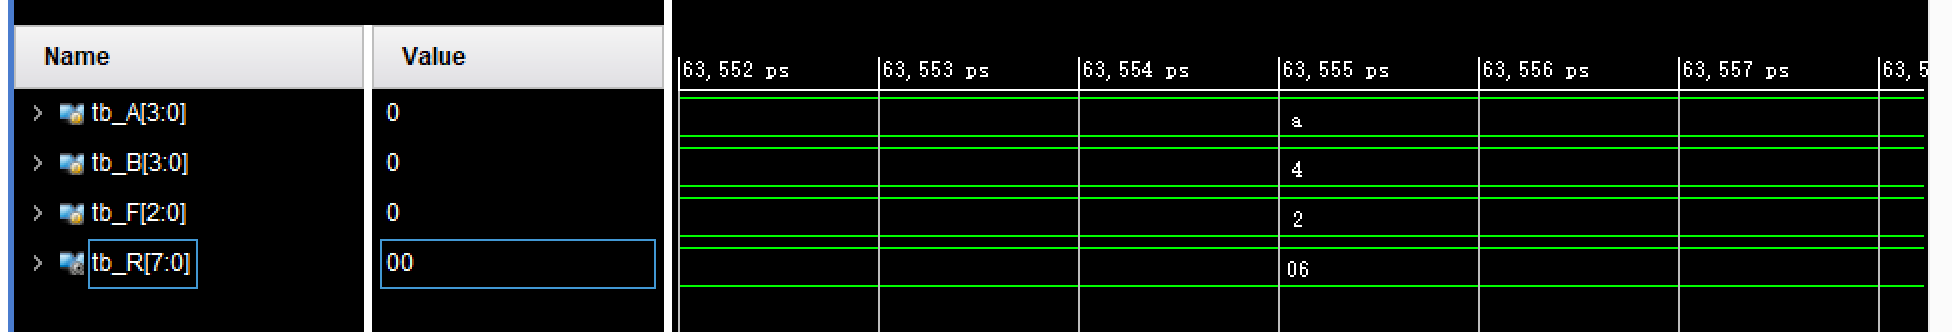 Name Value
63,552 ps 63,553 ps 63,554 ps 63,555 ps 63,556 ps 63,557 ps 63,5
tb_A[3:0] 0 a
tb_B[3:0] 0 4
tb_F[2:0] 0 2
tb_R[7:0] 00 06